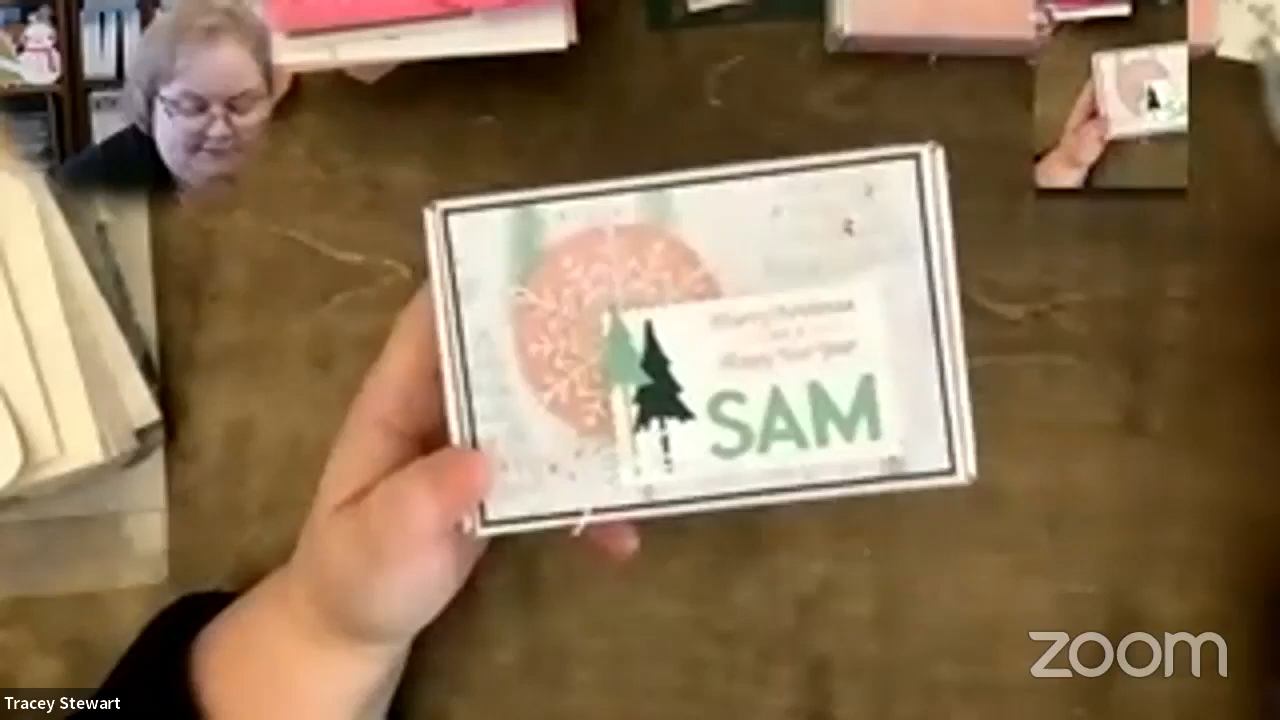 Merry Christmas
and a
Happy New Year
SAM
zoom
Tracey Stewart